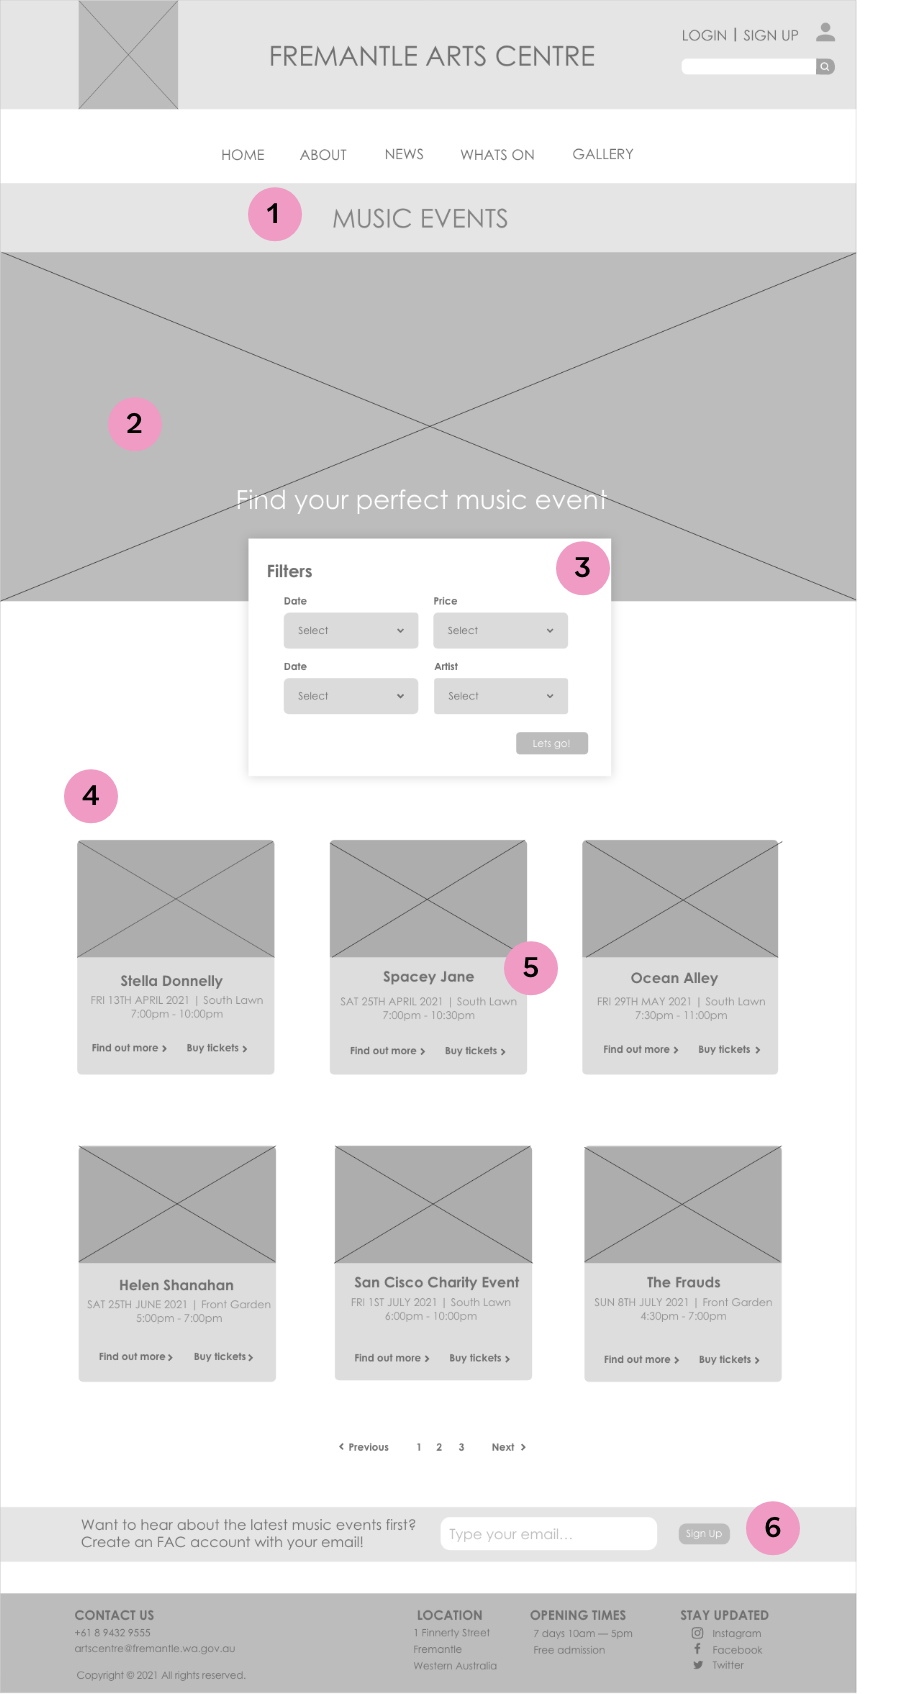 FREMANTLE ARTS CENTRE
LOGIN | SIGN UP
HOME ABOUT NEWS WHATS ON GALLERY
1
MUSIC EVENTS
2
Find your perfect music event
3
Filters
Date Price
Select Select
Date Artist
Select Select
Lets go!
4
Stella Donnelly
FRI 13TH APRIL 2021 | South Lawn
7:00pm - 10:00pm
Find out more > Buy tickets >
5
Spacey Jane
SAT 25TH APRIL 2021 | South Lawn
7:00pm - 10:30pm
Find out more > Buy tickets >
Ocean Alley
FRI 29TH MAY 2021 | South Lawn
7:30pm - 11:00pm
Find out more > Buy tickets >
Helen Shanahan
SAT 25TH JUNE 2021 | Front Garden
5:00pm - 7:00pm
Find out more > Buy tickets >
San Cisco Charity Event
FRI 1ST JULY 2021 | South Lawn
6:00pm - 10:00pm
Find out more > Buy tickets >
The Frauds
SUN 8TH JULY 2021 | Front Garden
4:30pm - 7:00pm
Find out more > Buy tickets >
< Previous 1 2 3 Next >
Want to hear about the latest music events first?
Create an FAC account with your email!
Type your email...
Sign Up
6
CONTACT US
+61 8 9432 9555
artscentre@fremantle.wa.gov.au
Copyright © 2021 All rights reserved.
LOCATION
1 Finnerty Street
Fremantle
Western Australia
OPENING TIMES
7 days 10am — 5pm
Free admission
STAY UPDATED
Instagram
Facebook
Twitter